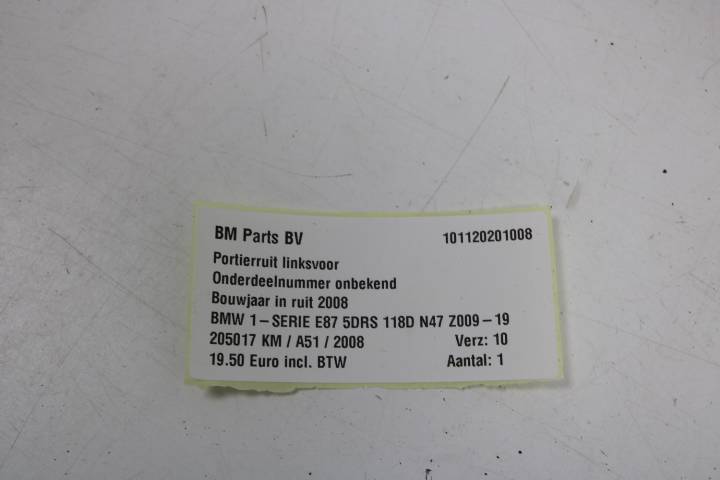 BM Parts BV 101120201008
Portierruit linksvoor
Onderdeelnummer onbekend
Bouwjaar in ruit 2008
BMW 1-SERIE E87 5DRS 118D N47 Z009-19
205017 KM / A51 / 2008 Verz: 10
19.50 Euro incl. BTW Aantal: 1